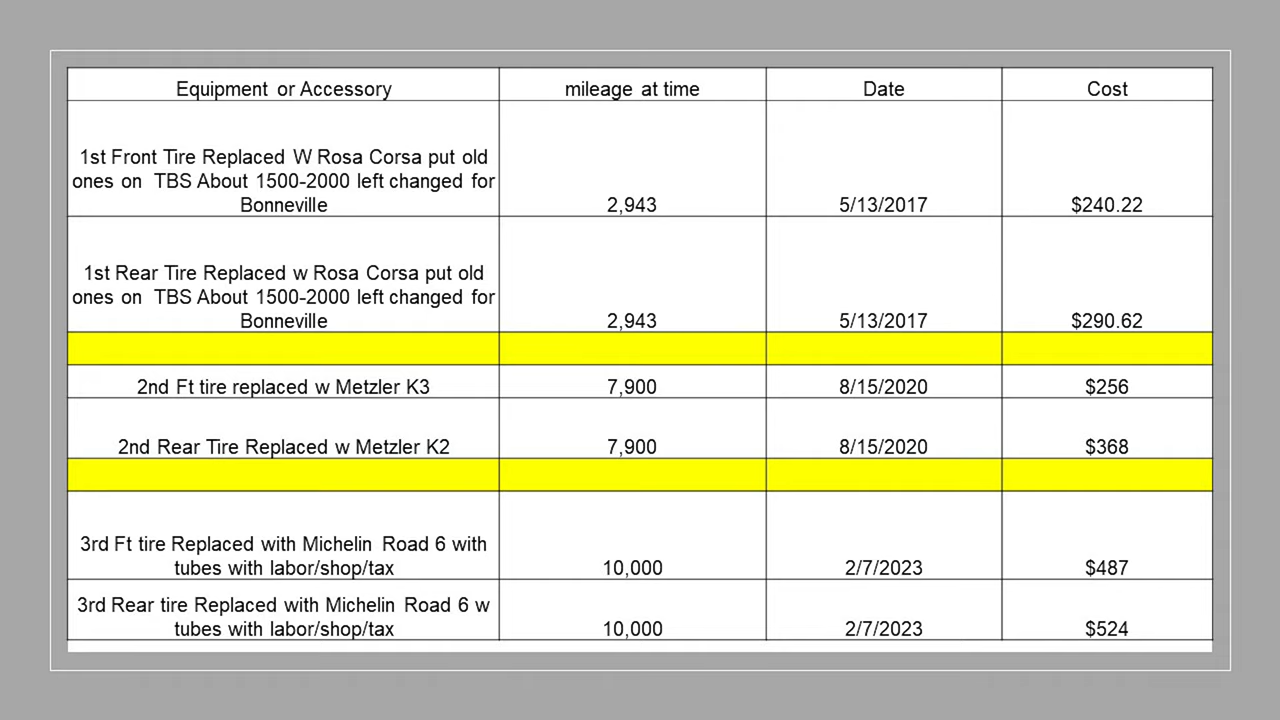 Equipment or Accessory mileage at time Date Cost
1st Front Tire Replaced W Rosa Corsa put old
ones on TBS About 1500-2000 left changed for
Bonneville 2,943 5/13/2017 $240.22
1st Rear Tire Replaced w Rosa Corsa put old
ones on TBS About 1500-2000 left changed for
Bonneville 2,943 5/13/2017 $290.62
2nd Ft tire replaced w Metzler K3 7,900 8/15/2020 $256
2nd Rear Tire Replaced w Metzler K2 7,900 8/15/2020 $368
3rd Ft tire Replaced with Michelin Road 6 with
tubes with labor/shop/tax 10,000 2/7/2023 $487
3rd Rear tire Replaced with Michelin Road 6 w
tubes with labor/shop/tax 10,000 2/7/2023 $524